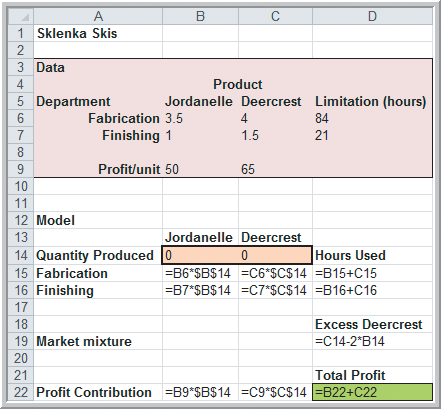 A B C D
1 Sklenka Skis
2
3 Data
4 Product
5 Department Jordanelle Deercrest Limitation (hours)
6 Fabrication 3.5 4 84
7 Finishing 1 1.5 21
8
9 Profit/unit 50 65
10
11
12 Model
13 Jordanelle Deercrest
14 Quantity Produced 0 0 Hours Used
15 Fabrication =B6*$B$14 =C6*$C$14 =B15+C15
16 Finishing =B7*$B$14 =C7*$C$14 =B16+C16
17
18 Excess Deercrest
19 Market mixture =C14-2*B14
20
21 Total Profit
22 Profit Contribution =B9*$B$14 =C9*$C$14 =B22+C22